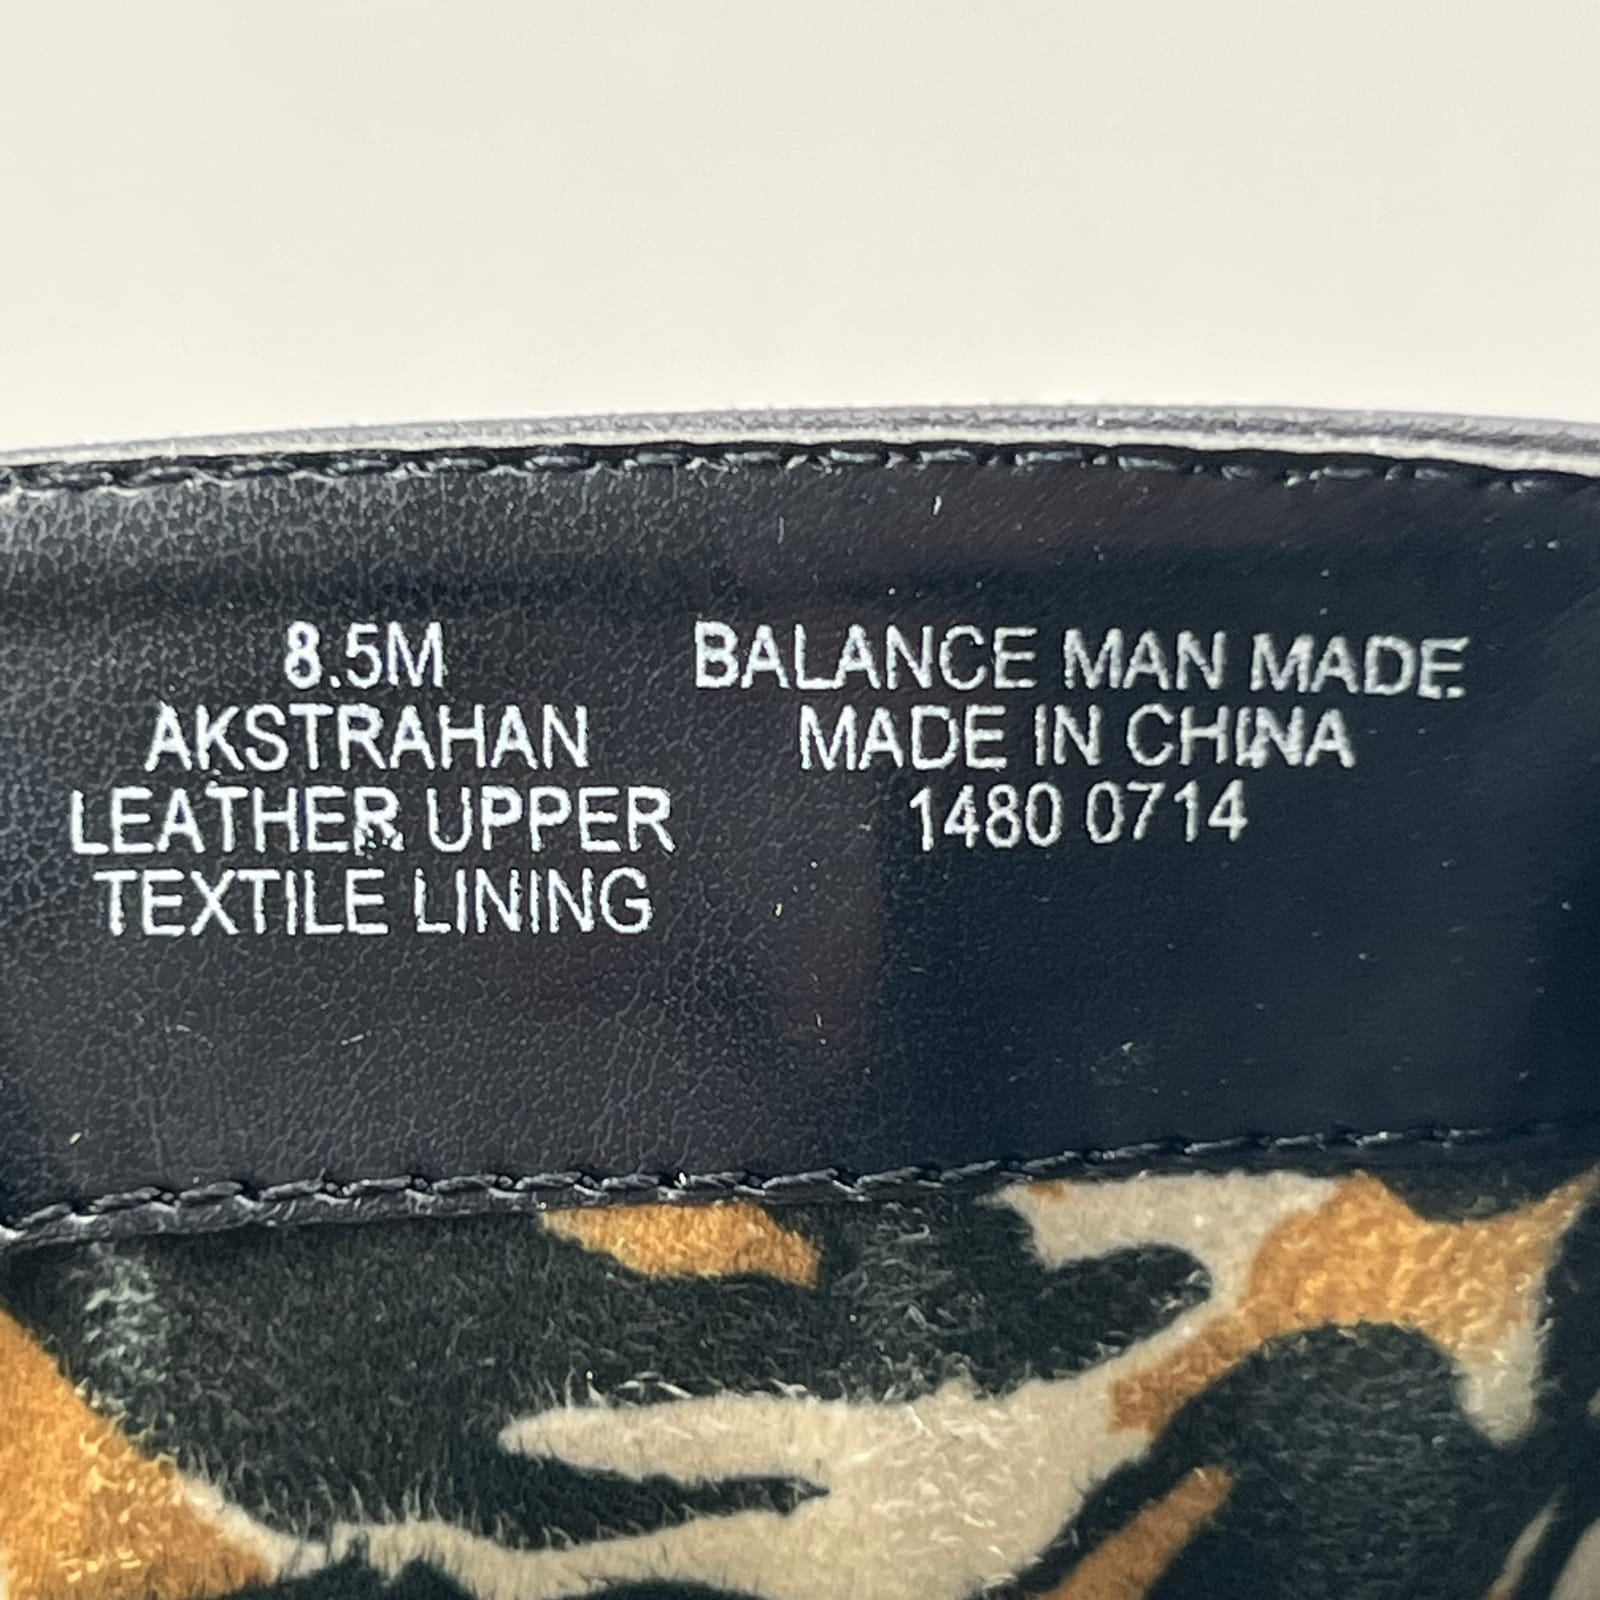 8.5M
AKSTRAHAN
LEATHER UPPER
TEXTILE LINING
BALANCE MAN MADE
MADE IN CHINA
1480 0714